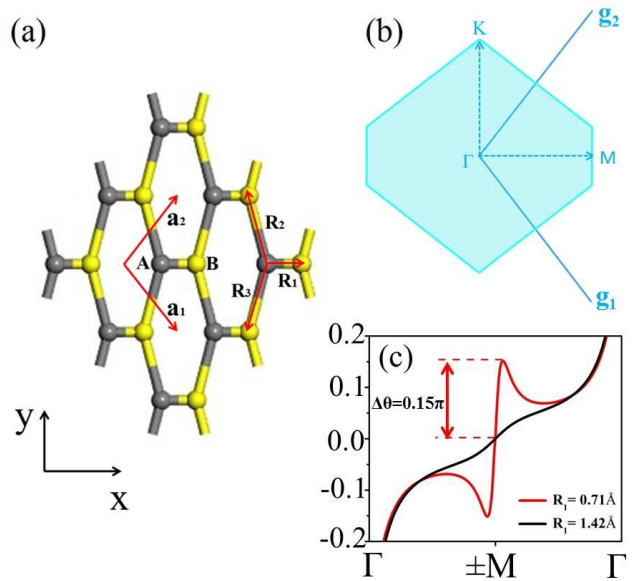 (a)
a₂
A
B
a₁
R₂
R₁
R₃
y
x
(b)
g₂
K
Γ
M
g₁
(c)
0.2
0.1
0.0
-0.1
-0.2
Δθ=0.15π
R₁= 0.71Å
R₁= 1.42Å
Γ
±M
Γ